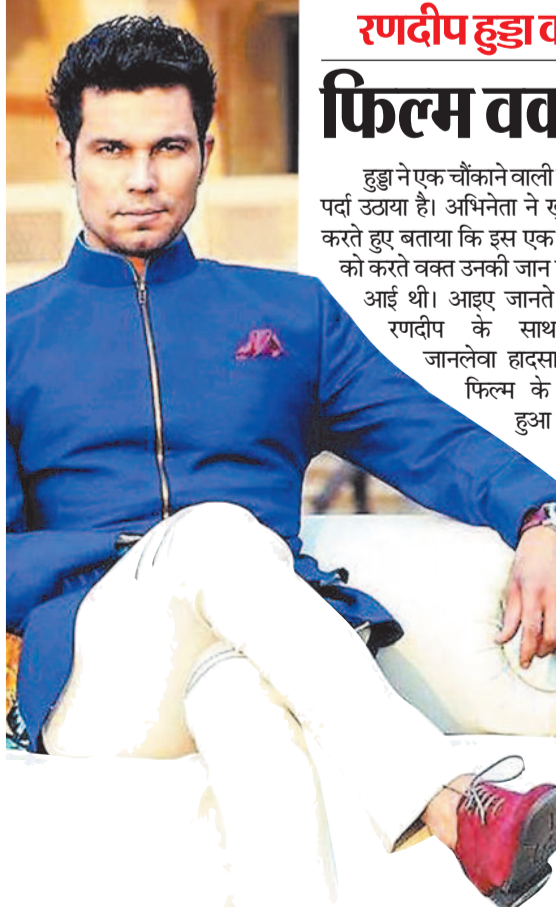 रणदीप हुड्डा
फिल्म
हुड्डा ने एक चौंकाने वाली
पर्दा उठाया है। अभिनेता ने
करते हुए बताया कि इस एक
को करते वक्त उनकी जान
आई थी। आइए जानते
रणदीप के साथ
जानलेवा हादसा
फिल्म के
हुआ